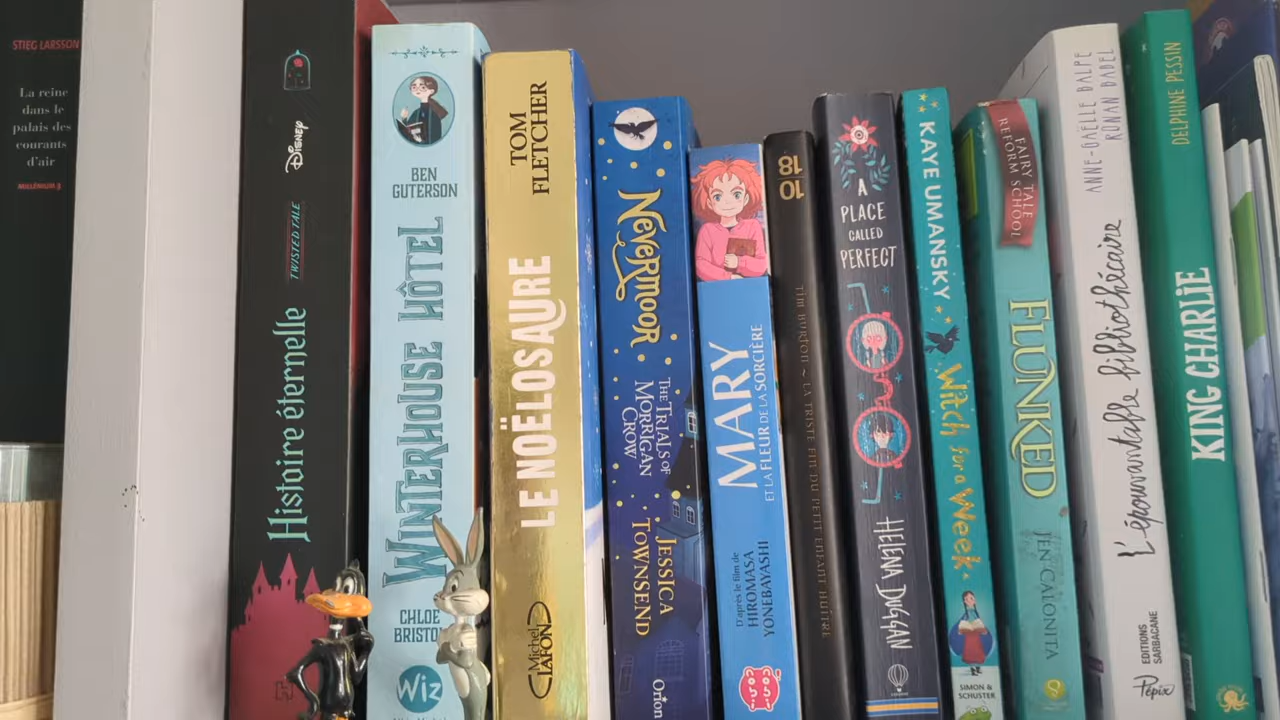 STIEG LARSSON
La reine
dans le
palais des
courants
d'air
MILLÉNIUM 3
DISNEY
TWISTED TALE
Histoire éternelle
BEN
GUTERSON
WINTERHOUSE HÔTEL
CHLOE
BRISTOL
Wiz
TOM
FLETCHER
LE NOËLOSAURE
Michel
LAFON
NEVERMOOR
THE TRIALS OF
MORRIGAN
CROW
JESSICA
TOWNSEND
Orion
MARY
ET LA FLEUR DE LA SORCIÈRE
D'après le film de
HIROMASA
YONEBAYASHI
10
18
TIM BURTON ~ LA TRISTE FIN DU PETIT ENFANT HUÎTRE
A
PLACE
CALLED
PERFECT
HELENA DUGGAN
KAYE UMANSKY
Witch for a Week
SIMON &
SCHUSTER
FAIRY TALE
REFORM SCHOOL
FLUNKED
JEN CALONITA
ANNE-GAËLLE BALPE
RONAN BADEL
L'épouvantable bibliothécaire
EDITIONS
SARBACANE
Pépix
DELPHINE PESSIN
KING CHARLIE